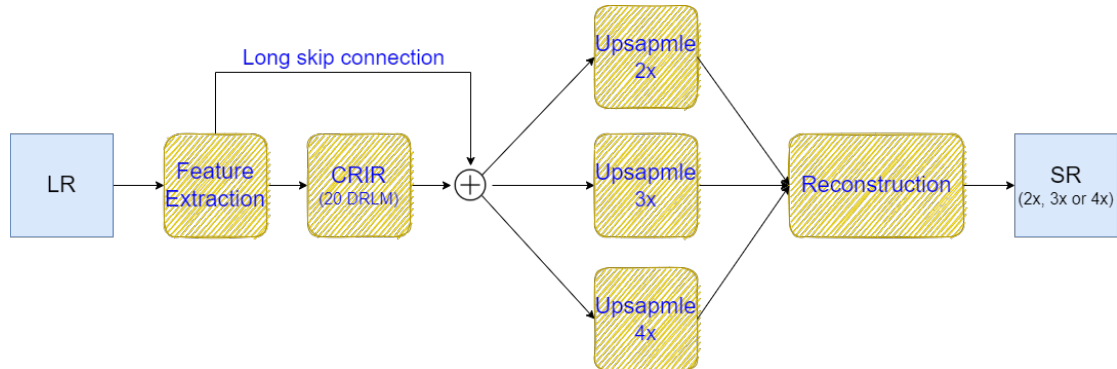 Long skip connection
LR
Feature
Extraction
CRIR
(20 DRLM)
Upsapmle
2x
Upsapmle
3x
Upsapmle
4x
Reconstruction
SR
(2x, 3x or 4x)